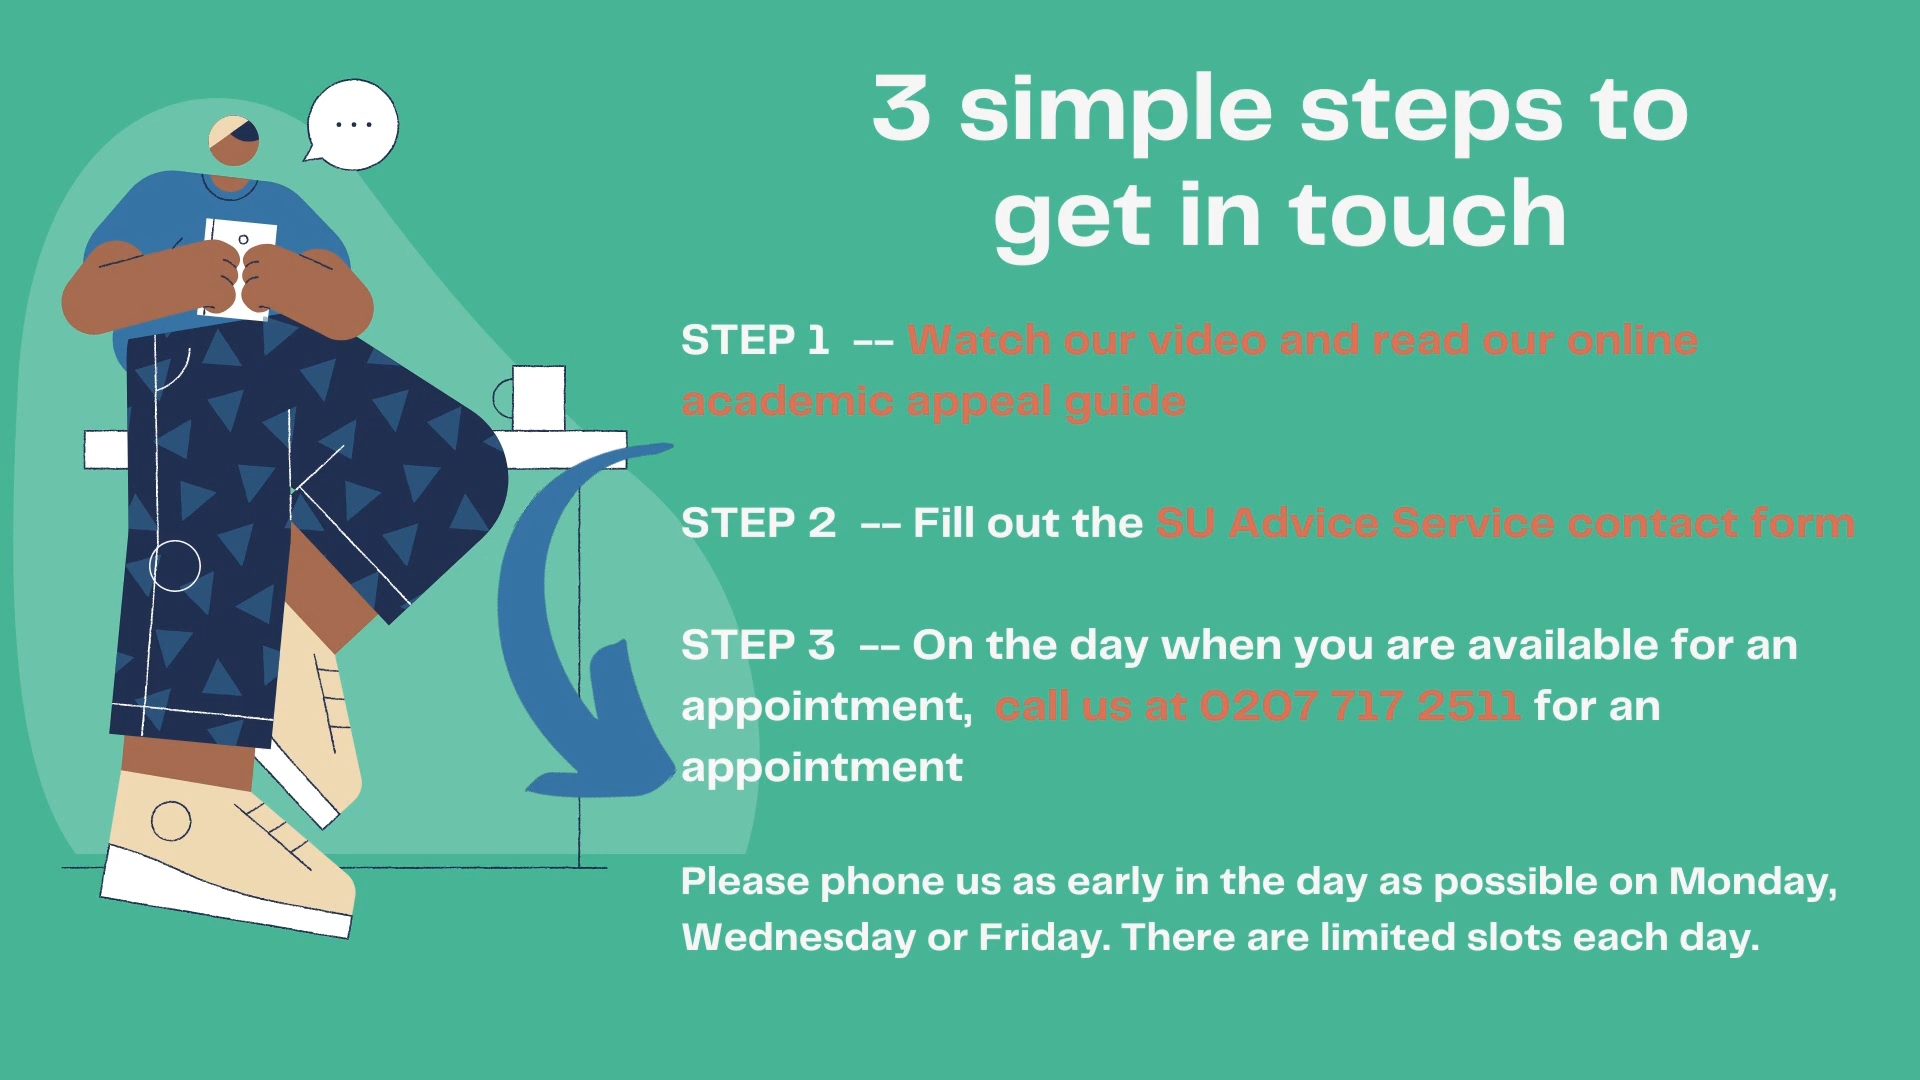 3 simple steps to
get in touch
STEP 1 -- Watch our video and read our online
academic appeal guide
STEP 2 -- Fill out the SU Advice Service contact form
STEP 3 -- On the day when you are available for an
appointment, call us at 0207 717 2511 for an
appointment
Please phone us as early in the day as possible on Monday,
Wednesday or Friday. There are limited slots each day.